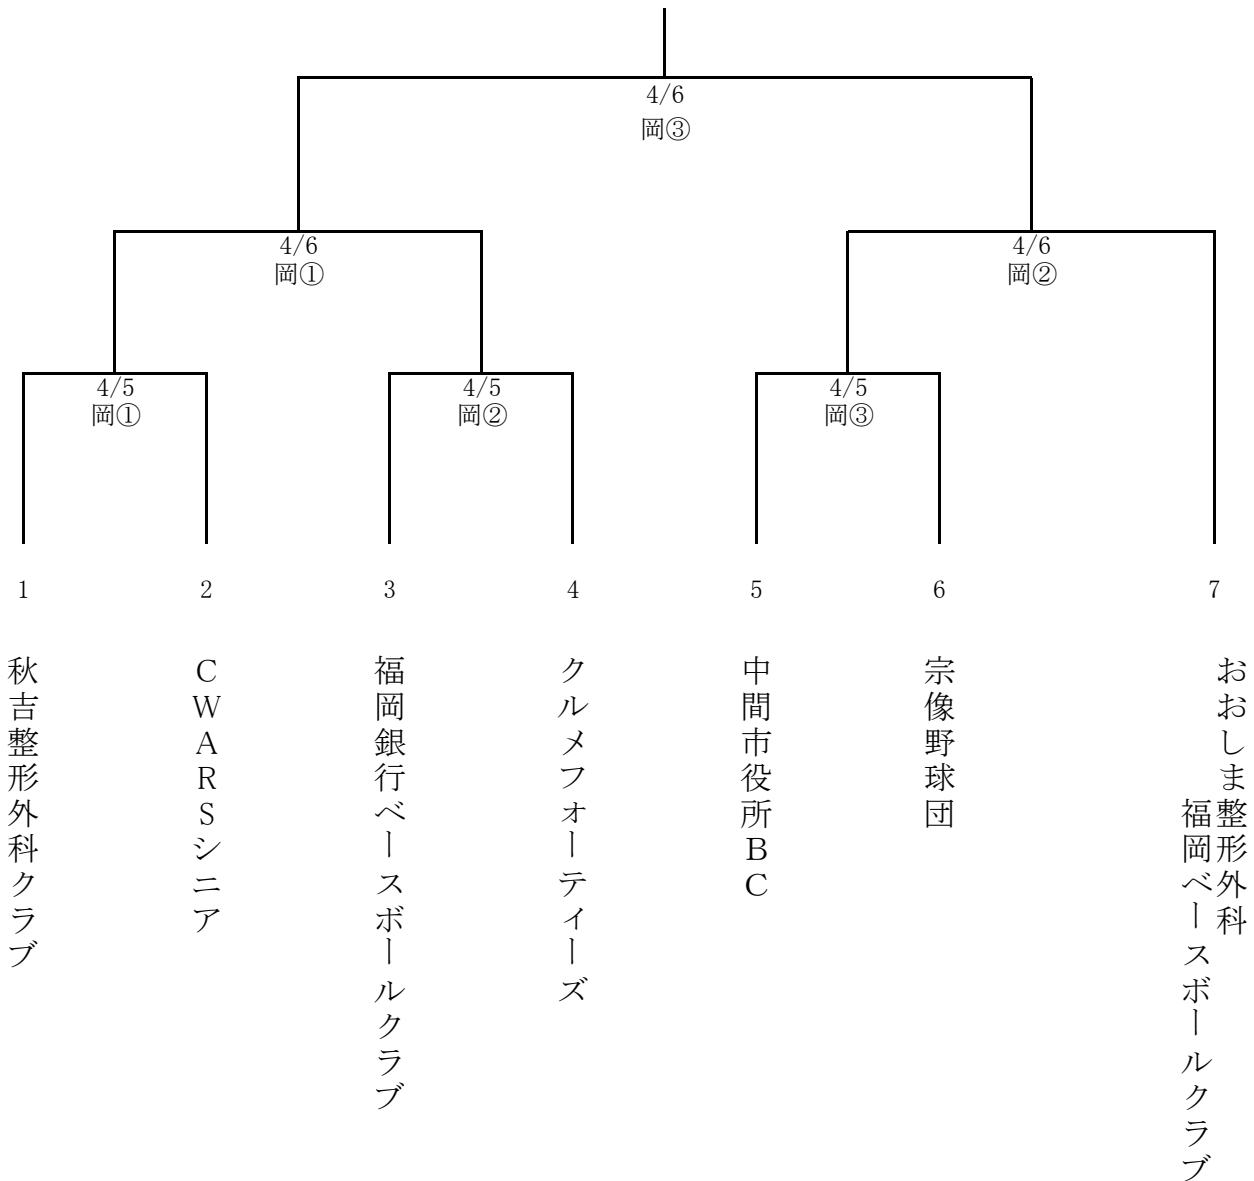 4/6
岡③
4/6
岡①
4/6
岡②
4/5
岡①
4/5
岡②
4/5
岡③
1
2
3
4
5
6
7
秋吉整形外科クラブ
CWARSシニア
福岡銀行ベースボールクラブ
クルメフォーティーズ
中間市役所BC
宗像野球団
おおしま整形外科
福岡ベースボールクラブ